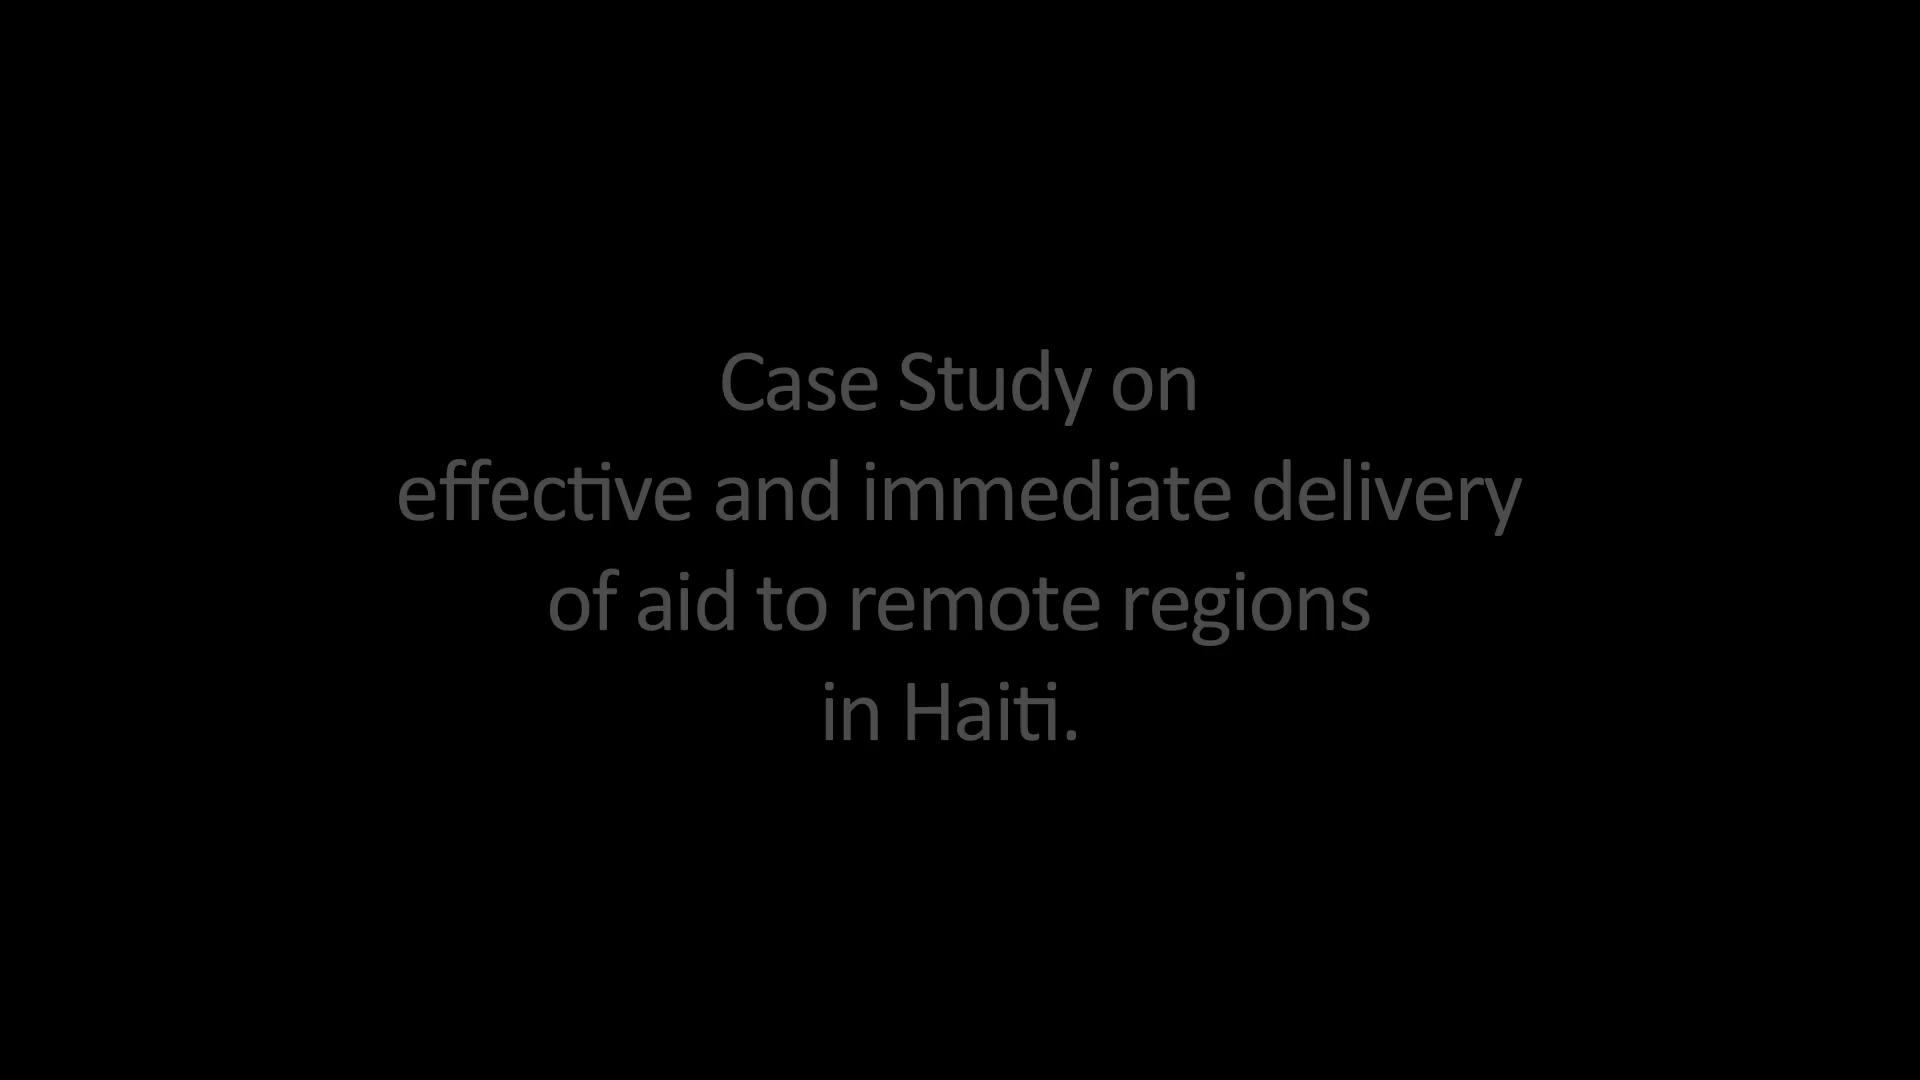 Case Study on
effective and immediate delivery
of aid to remote regions
in Haiti.